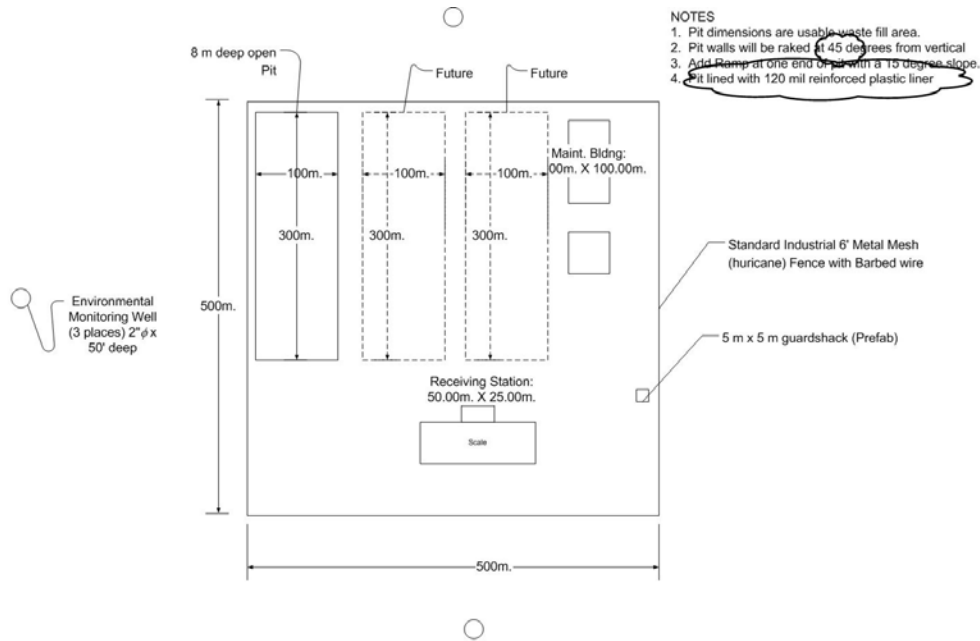 NOTES
1. Pit dimensions are usable waste fill area.
2. Pit walls will be raked at 45 degrees from vertical
3. Add Ramp at one end of pit with a 15 degree slope.
4. Pit lined with 120 mil reinforced plastic liner
8 m deep open
Pit
Future
Future
Maint. Bldng:
00m. X 100.00m.
100m.
100m.
100m.
300m.
300m.
300m.
Standard Industrial 6' Metal Mesh
(huricane) Fence with Barbed wire
500m.
Environmental
Monitoring Well
(3 places) 2"ϕ x
50' deep
5 m x 5 m guardshack (Prefab)
Receiving Station:
50.00m. X 25.00m.
Scale
500m.